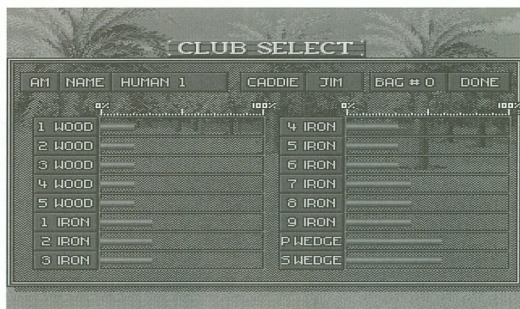 CLUB SELECT
AM NAME HUMAN 1 CADDIE JIM BAG # 0 DONE
0% 100% 0% 100%
1 WOOD 4 IRON
2 WOOD 5 IRON
3 WOOD 6 IRON
4 WOOD 7 IRON
5 WOOD 8 IRON
1 IRON 9 IRON
2 IRON P WEDGE
3 IRON S WEDGE